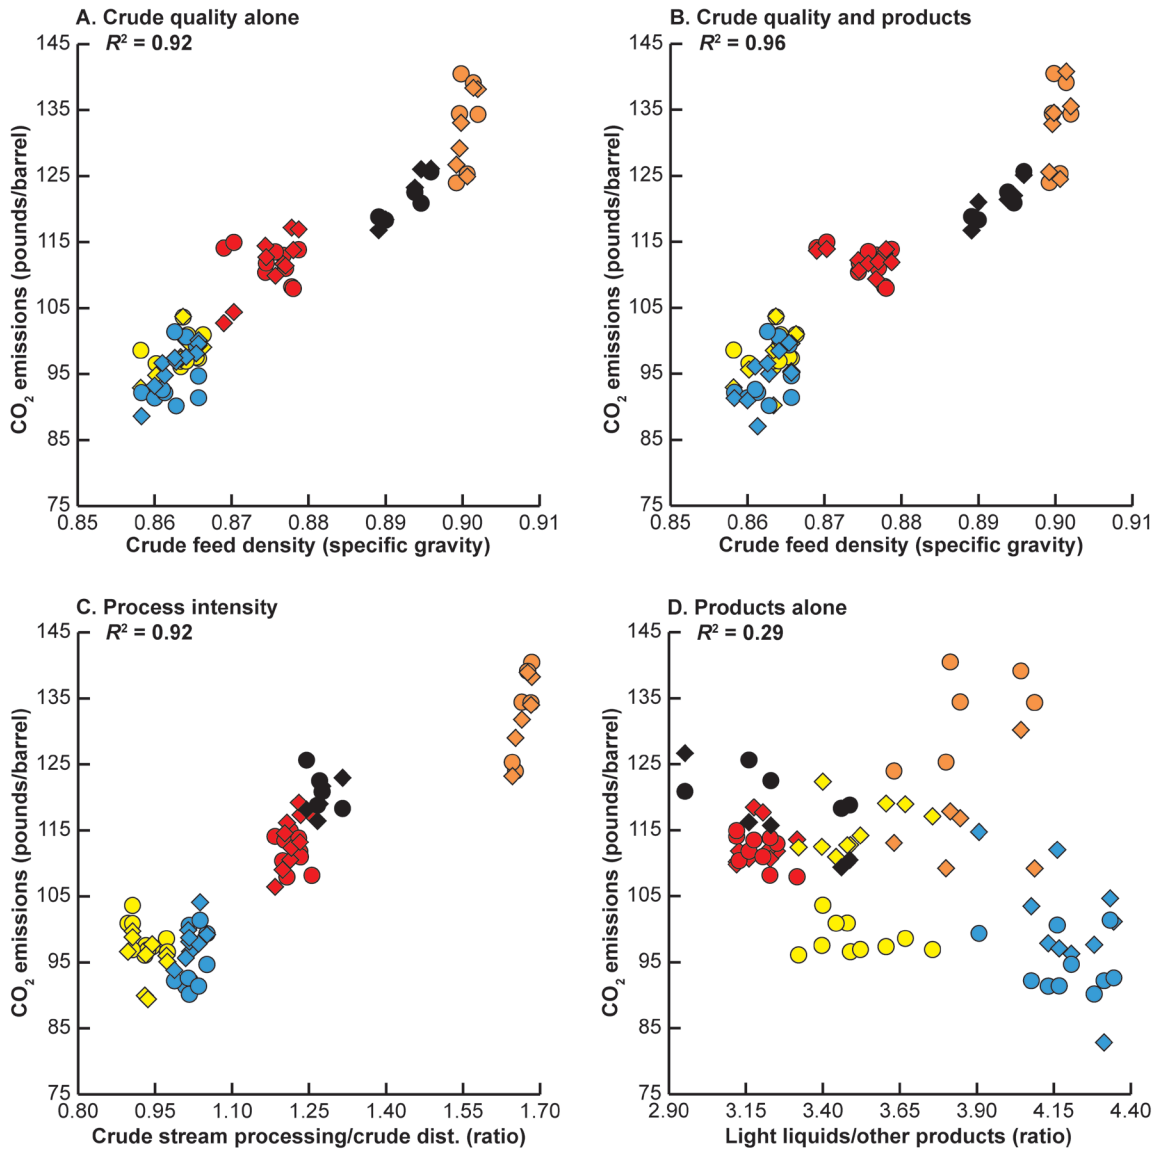 A. Crude quality alone
R² = 0.92
145
135
125
115
105
95
85
75
CO₂ emissions (pounds/barrel)
0.85 0.86 0.87 0.88 0.89 0.90 0.91
Crude feed density (specific gravity)
B. Crude quality and products
R² = 0.96
145
135
125
115
105
95
85
75
CO₂ emissions (pounds/barrel)
0.85 0.86 0.87 0.88 0.89 0.90 0.91
Crude feed density (specific gravity)
C. Process intensity
R² = 0.92
145
135
125
115
105
95
85
75
CO₂ emissions (pounds/barrel)
0.80 0.95 1.10 1.25 1.40 1.55 1.70
Crude stream processing/crude dist. (ratio)
D. Products alone
R² = 0.29
145
135
125
115
105
95
85
75
CO₂ emissions (pounds/barrel)
2.90 3.15 3.40 3.65 3.90 4.15 4.40
Light liquids/other products (ratio)